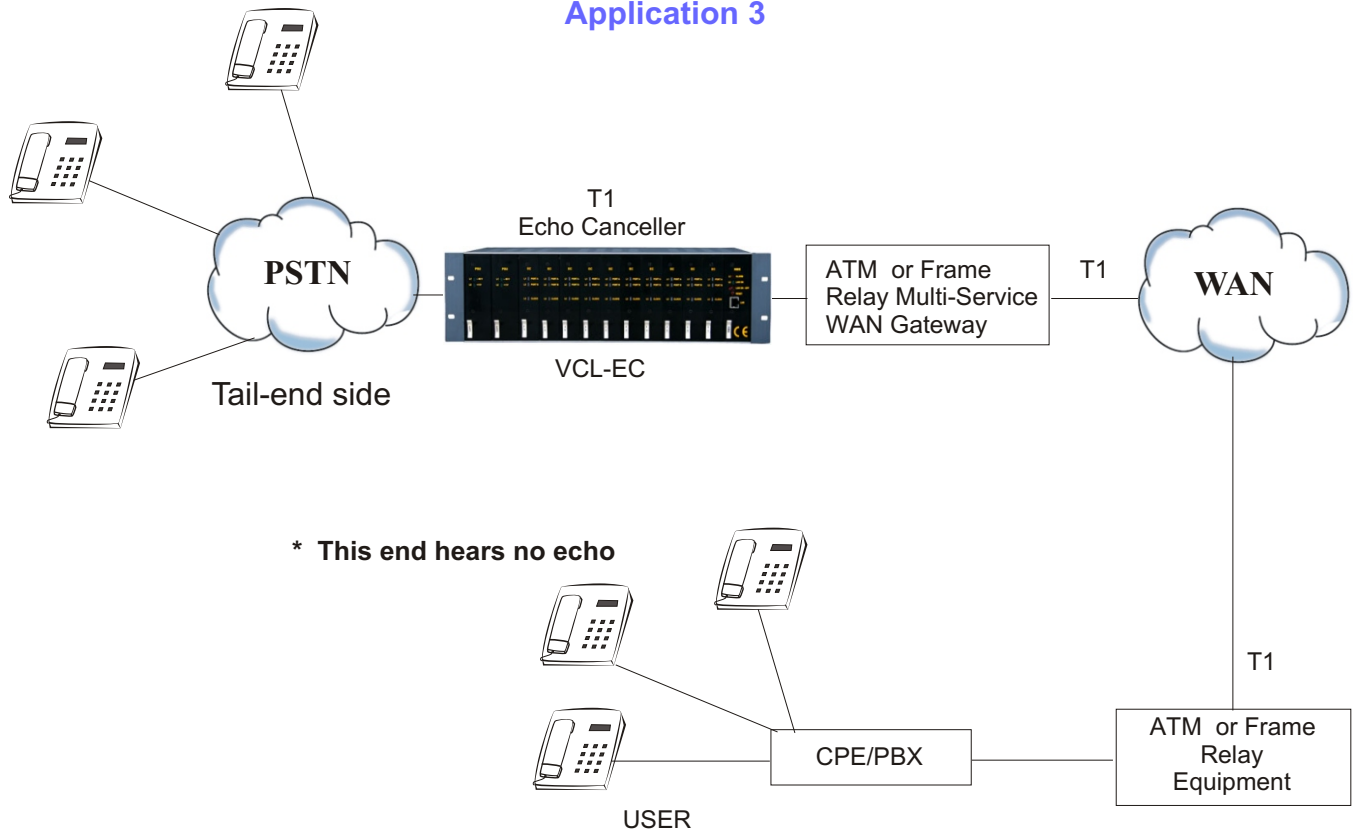 Application 3
T1
Echo Canceller
PSTN
ATM or Frame
Relay Multi-Service
WAN Gateway
T1
WAN
VCL-EC
Tail-end side
* This end hears no echo
T1
CPE/PBX
ATM or Frame
Relay
Equipment
USER